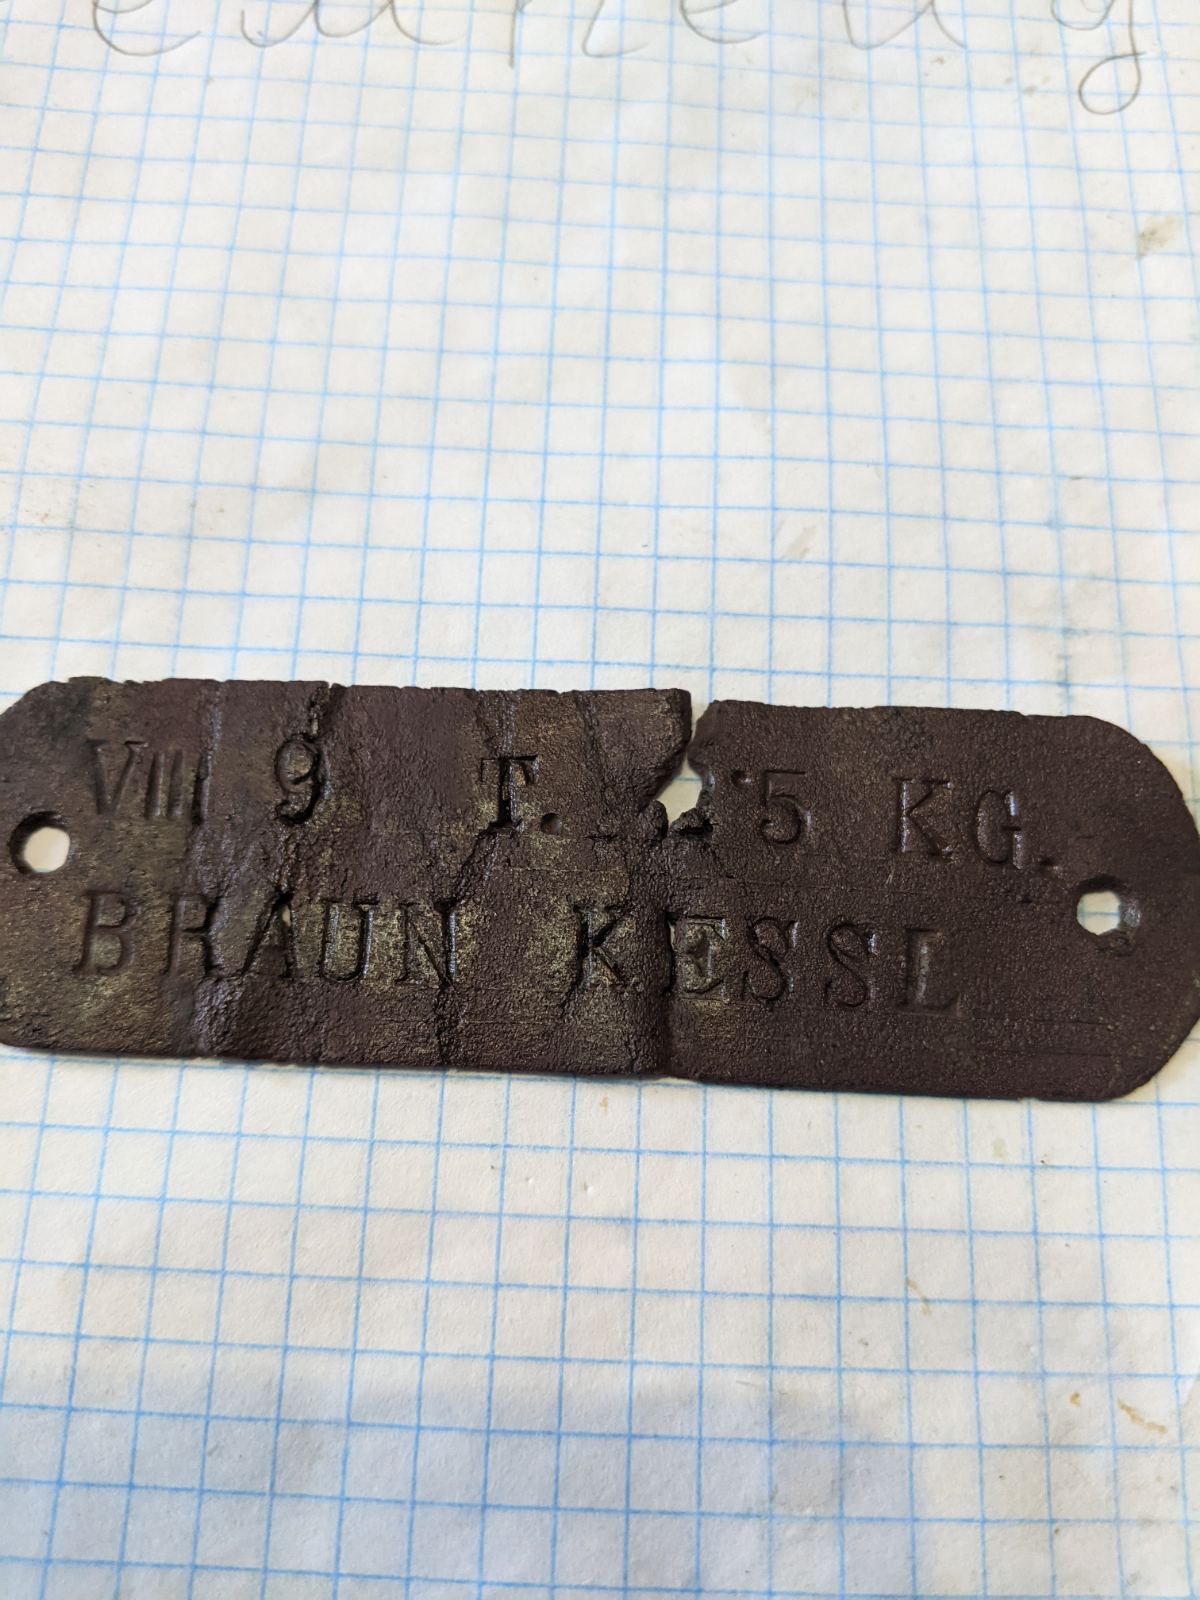 VIII 9 T. 5 KG.
BRAUN KESSL